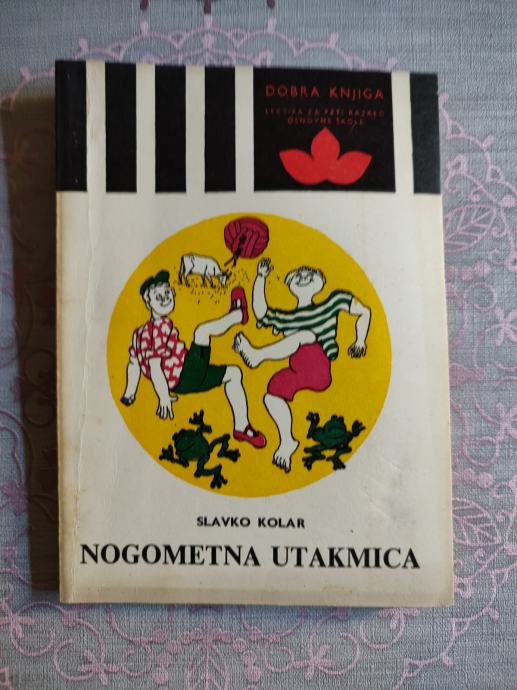 DOBRA KNJIGA
LEKTIRA ZA PETI RAZRED
OSNOVNE ŠKOLE
SLAVKO KOLAR
NOGOMETNA UTAKMICA